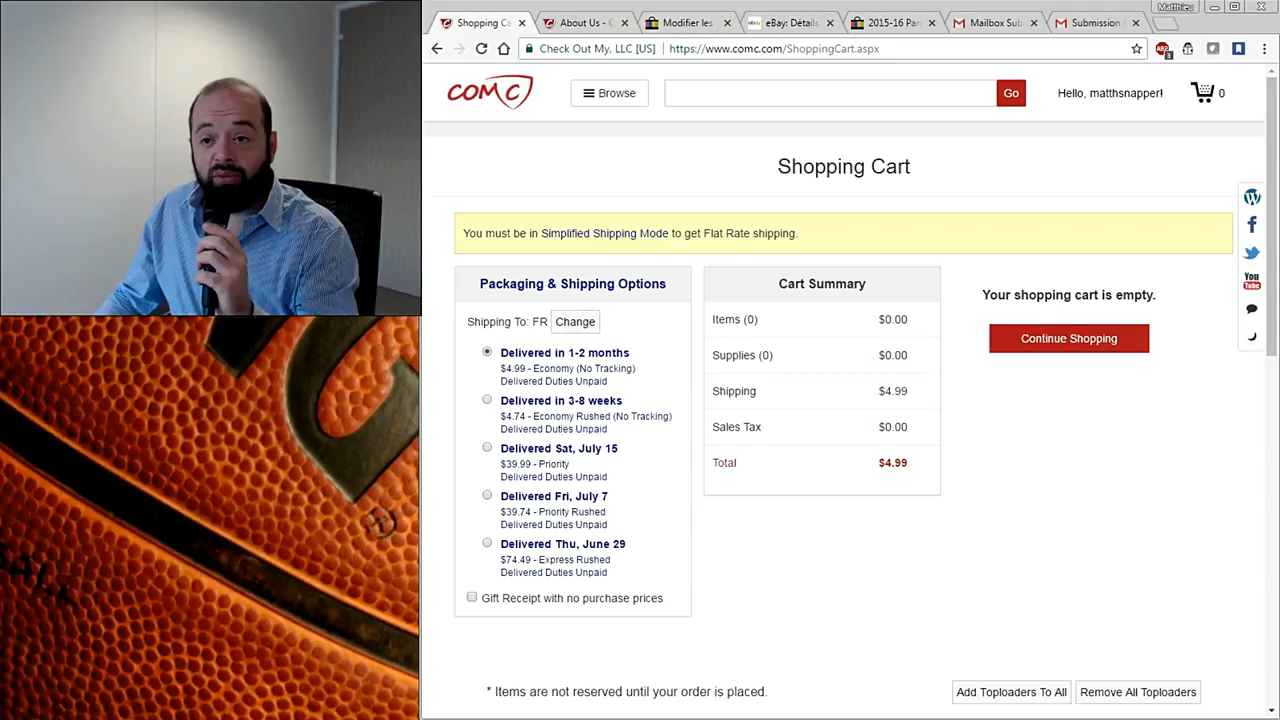 Matthieu
Shopping Ca
About Us - C
Modifier les
eBay: Détails
2015-16 Pan
Mailbox Sub
Submission
Check Out My, LLC [US]
https://www.comc.com/ShoppingCart.aspx
3
COMC
Browse
Go
Hello, matthsnapper!
0
Shopping Cart
You must be in Simplified Shipping Mode to get Flat Rate shipping.
Packaging & Shipping Options
Shipping To: FR
Change
Delivered in 1-2 months
$4.99 - Economy (No Tracking)
Delivered Duties Unpaid
Delivered in 3-8 weeks
$4.74 - Economy Rushed (No Tracking)
Delivered Duties Unpaid
Delivered Sat, July 15
$39.99 - Priority
Delivered Duties Unpaid
Delivered Fri, July 7
$39.74 - Priority Rushed
Delivered Duties Unpaid
Delivered Thu, June 29
$74.49 - Express Rushed
Delivered Duties Unpaid
Gift Receipt with no purchase prices
Cart Summary
Items (0) $0.00
Supplies (0) $0.00
Shipping $4.99
Sales Tax $0.00
Total $4.99
Your shopping cart is empty.
Continue Shopping
You
Tube
* Items are not reserved until your order is placed.
Add Toploaders To All
Remove All Toploaders